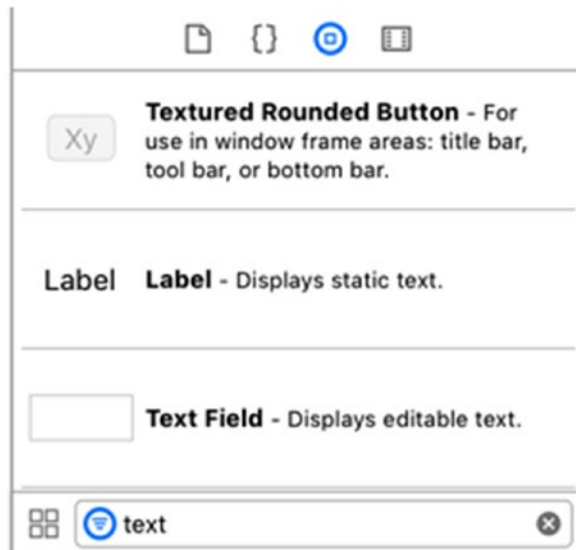 Xy
Textured Rounded Button - For
use in window frame areas: title bar,
tool bar, or bottom bar.
Label
Label - Displays static text.
Text Field - Displays editable text.
text